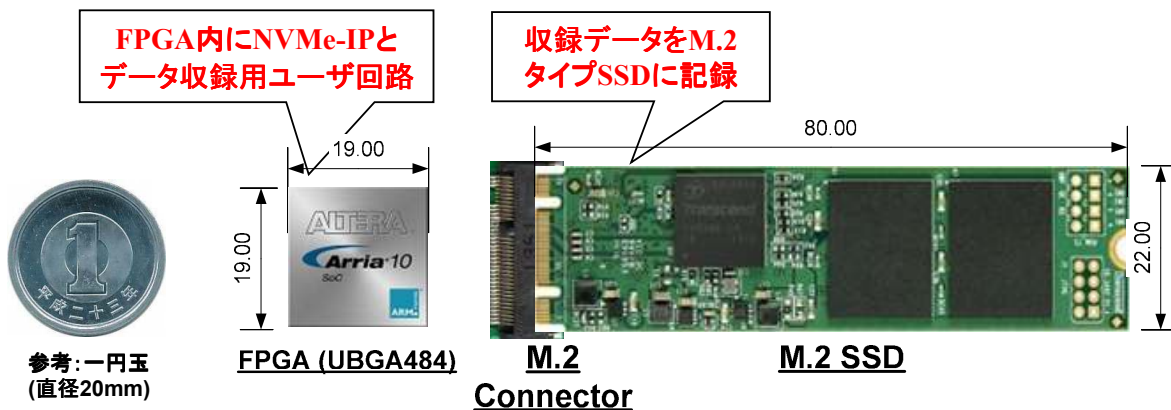 FPGA内にNVMe-IPと
データ収録用ユーザ回路
収録データをM.2
タイプSSDに記録
19.00
80.00
19.00
22.00
1
平成二十三年
ALTERA
Arria 10
SoC
ARM
参考:一円玉
(直径20mm)
FPGA (UBGA484)
M.2
Connector
M.2 SSD